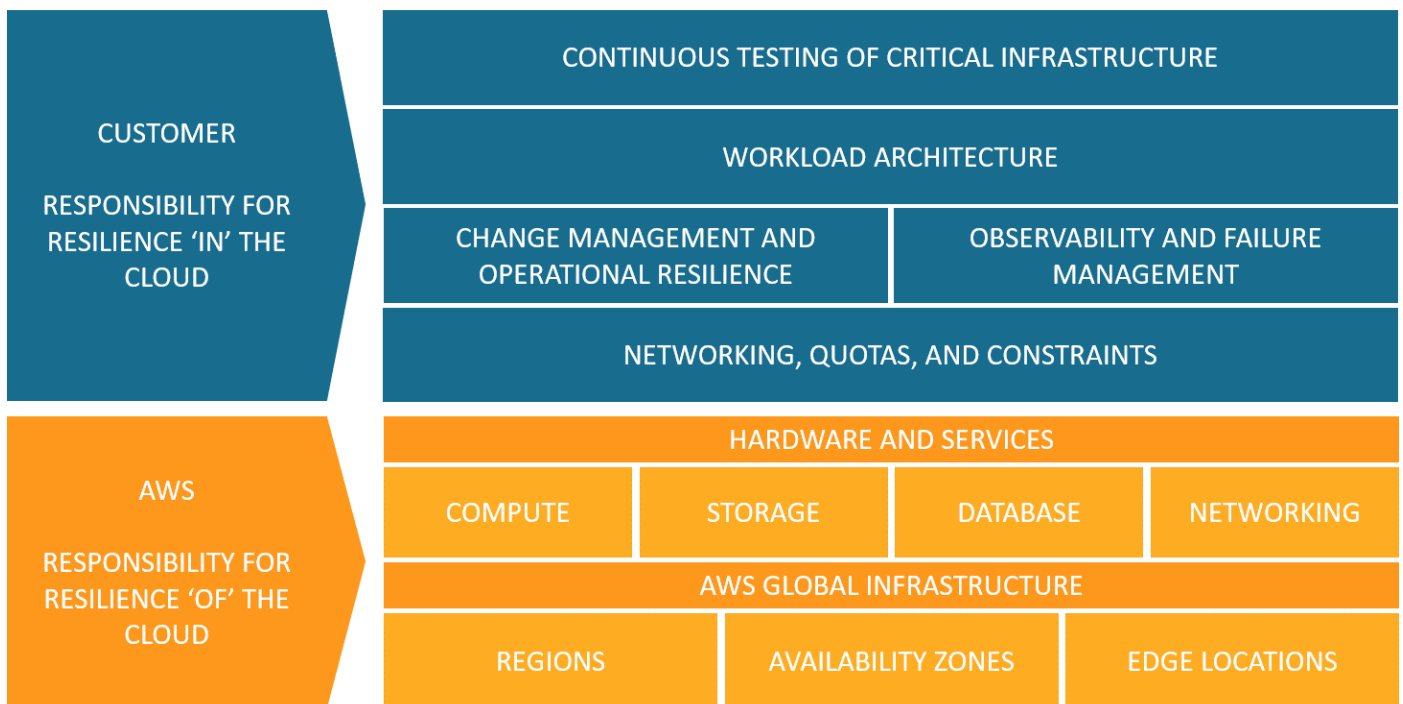 CUSTOMER
RESPONSIBILITY FOR
RESILIENCE ‘IN’ THE
CLOUD
CONTINUOUS TESTING OF CRITICAL INFRASTRUCTURE
WORKLOAD ARCHITECTURE
CHANGE MANAGEMENT AND
OPERATIONAL RESILIENCE
OBSERVABILITY AND FAILURE
MANAGEMENT
NETWORKING, QUOTAS, AND CONSTRAINTS
AWS
RESPONSIBILITY FOR
RESILIENCE ‘OF’ THE
CLOUD
HARDWARE AND SERVICES
COMPUTE
STORAGE
DATABASE
NETWORKING
AWS GLOBAL INFRASTRUCTURE
REGIONS
AVAILABILITY ZONES
EDGE LOCATIONS